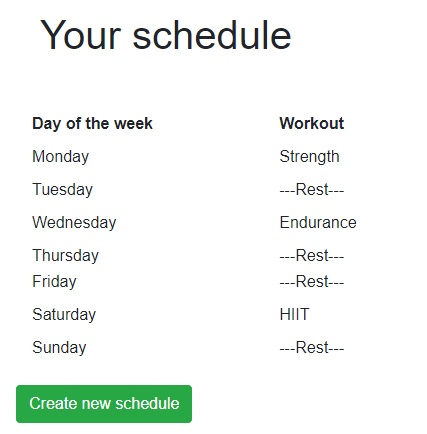 Your schedule
Day of the week Workout
Monday Strength
Tuesday ---Rest---
Wednesday Endurance
Thursday ---Rest---
Friday ---Rest---
Saturday HIIT
Sunday ---Rest---
Create new schedule